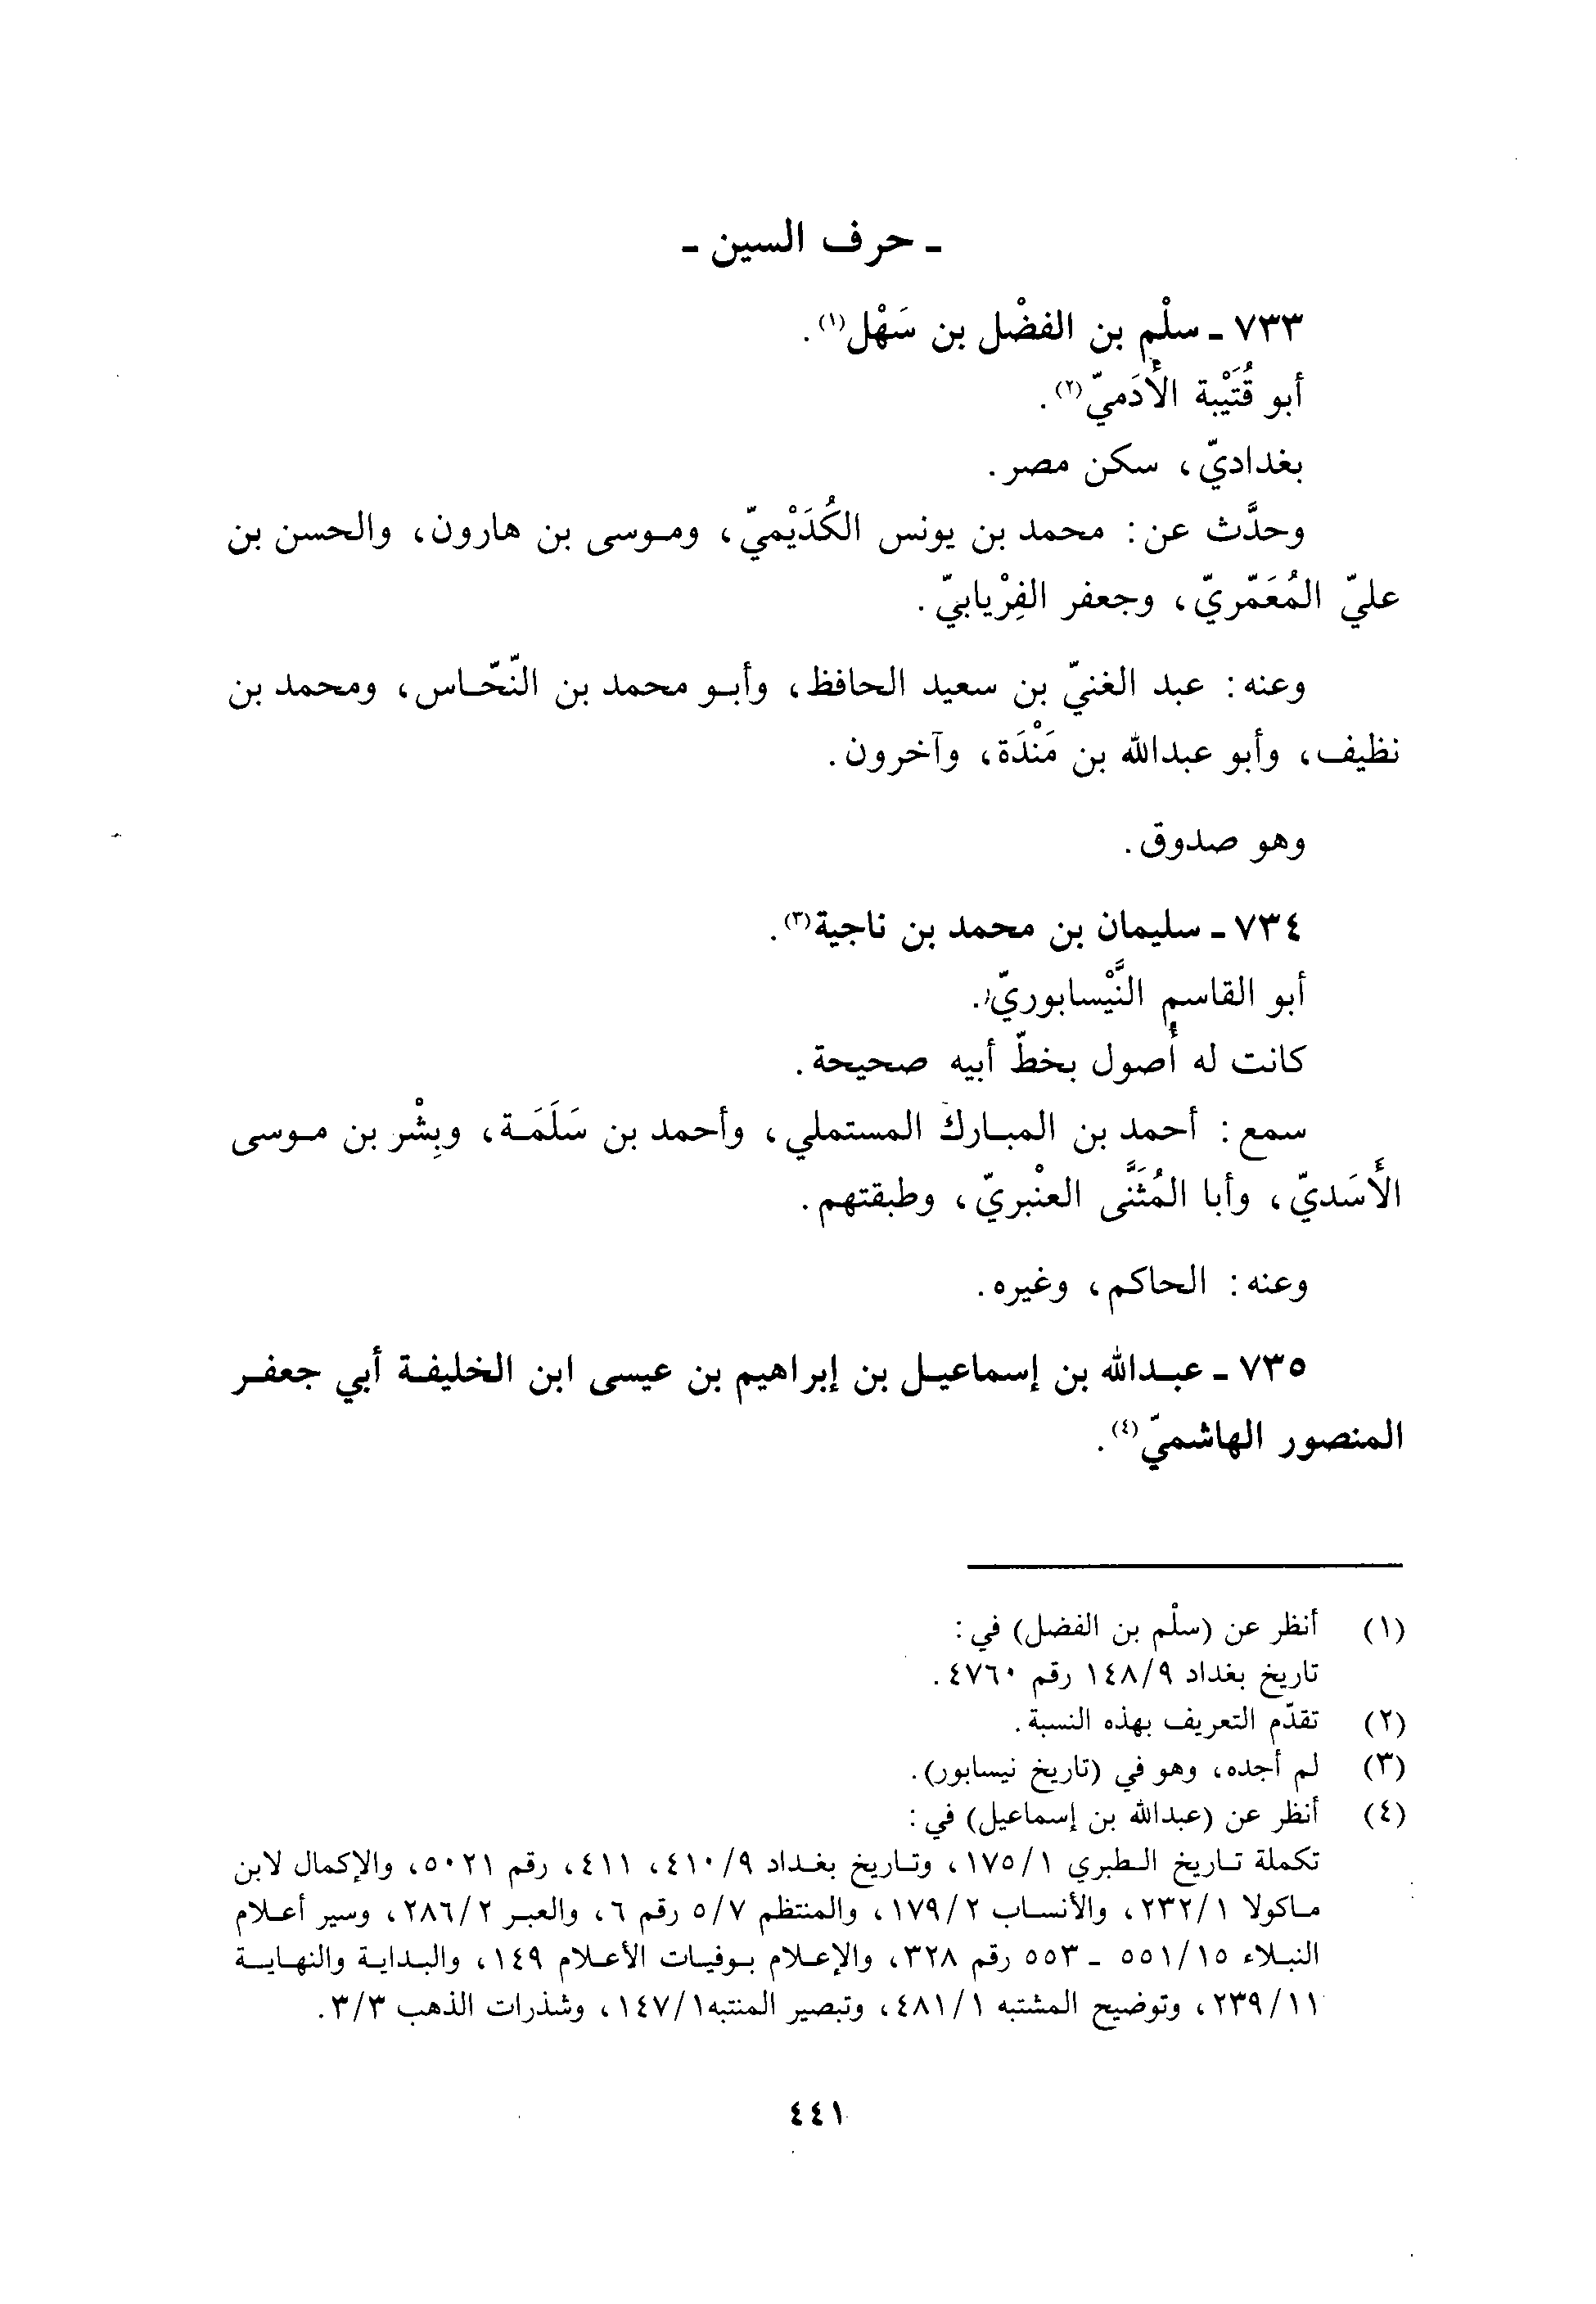 ـ حرف السين ـ
٧٣٣ ـ سلْم بن الفضْل بن سَهْل(١).
أبو قُتَيْبة الأَدَميّ(٢).
بغداديّ، سكن مصر.
وحدَّث عن: محمد بن يونس الكُدَيْميّ، وموسى بن هارون، والحسن بن
عليّ المُعَمّريّ، وجعفر الفِرْيابيّ.
وعنه: عبد الغنيّ بن سعيد الحافظ، وأبو محمد بن النّحّاس، ومحمد بن
نظيف، وأبو عبدالله بن مَنْدَة، وآخرون.
وهو صدوق.
٧٣٤ ـ سليمان بن محمد بن ناجية(٣).
أبو القاسم النَّيْسابوريّ.
كانت له أُصول بخطّ أبيه صحيحة.
سمع: أحمد بن المبارك المستملي، وأحمد بن سَلَمَة، وبِشْر بن موسى
الأَسَديّ، وأبا المُثَنَّى العنْبريّ، وطبقتهم.
وعنه: الحاكم، وغيره.
٧٣٥ ـ عبدالله بن إسماعيل بن إبراهيم بن عيسى ابن الخليفة أبي جعفر
المنصور الهاشميّ(٤).
(١) أنظر عن (سلْم بن الفضل) في:
تاريخ بغداد ١٤٨/٩ رقم ٤٧٦٠.
(٢) تقدّم التعريف بهذه النسبة.
(٣) لم أجده، وهو في (تاريخ نيسابور).
(٤) أنظر عن (عبدالله بن إسماعيل) في:
تكملة تاريخ الطبري ١٧٥/١، وتاريخ بغداد ٤١٠/٩، ٤١١، رقم ٥٠٢١، والإكمال لابن
ماكولا ٢٣٢/١، والأنساب ١٧٩/٢، والمنتظم ٥/٧ رقم ٦، والعبر ٢٨٦/٢، وسير أعلام
النبلاء ٥٥١/١٥ ـ ٥٥٣ رقم ٣٢٨، والإعلام بوفيات الأعلام ١٤٩، والبداية والنهاية
٢٣٩/١١، وتوضيح المشتبه ٤٨١/١، وتبصير المنتبه ١٤٧/١، وشذرات الذهب ٣/٣.
٤٤١